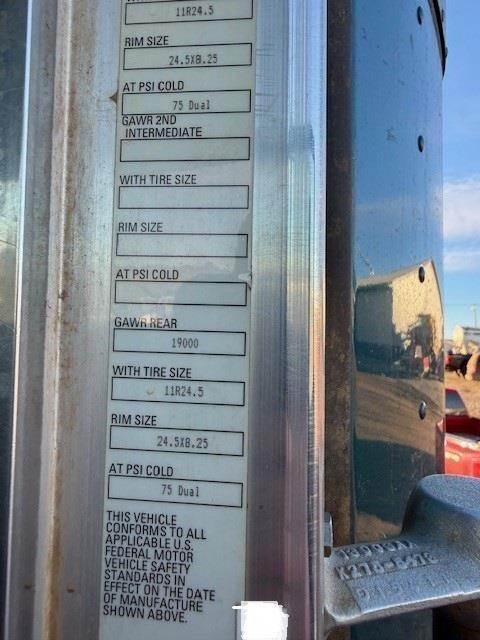 11R24.5
RIM SIZE
24.5X8.25
AT PSI COLD
75 Dual
GAWR 2ND
INTERMEDIATE
WITH TIRE SIZE
RIM SIZE
AT PSI COLD
GAWR REAR
19000
WITH TIRE SIZE
11R24.5
RIM SIZE
24.5X8.25
AT PSI COLD
75 Dual
THIS VEHICLE
CONFORMS TO ALL
APPLICABLE U.S.
FEDERAL MOTOR
VEHICLE SAFETY
STANDARDS IN
EFFECT ON THE DATE
OF MANUFACTURE
SHOWN ABOVE.